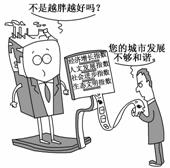 不是越胖越好吗？
您的城市发展
不够和谐。
经济增长指数
人文发展指数
社会进步指数
生态文明指数